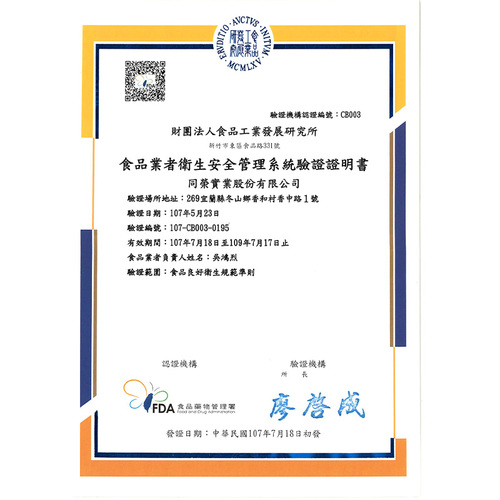 ERVDITIO · AVCTVS · INITVM · MCMLXV
驗證機構認證編號：CB003
財團法人食品工業發展研究所
新竹市東區食品路331號
食品業者衛生安全管理系統驗證證明書
同榮實業股份有限公司
驗證場所地址：269宜蘭縣冬山鄉香和村香中路1號
驗證日期：107年5月23日
驗證編號：107-CB003-0195
有效期間：107年7月18日至109年7月17日止
食品業者負責人姓名：吳鴻烈
驗證範圍：食品良好衛生規範準則
認證機構
驗證機構
所 長
FDA 食品藥物管理署
Food and Drug Administration
廖啓成
發證日期：中華民國107年7月18日初發